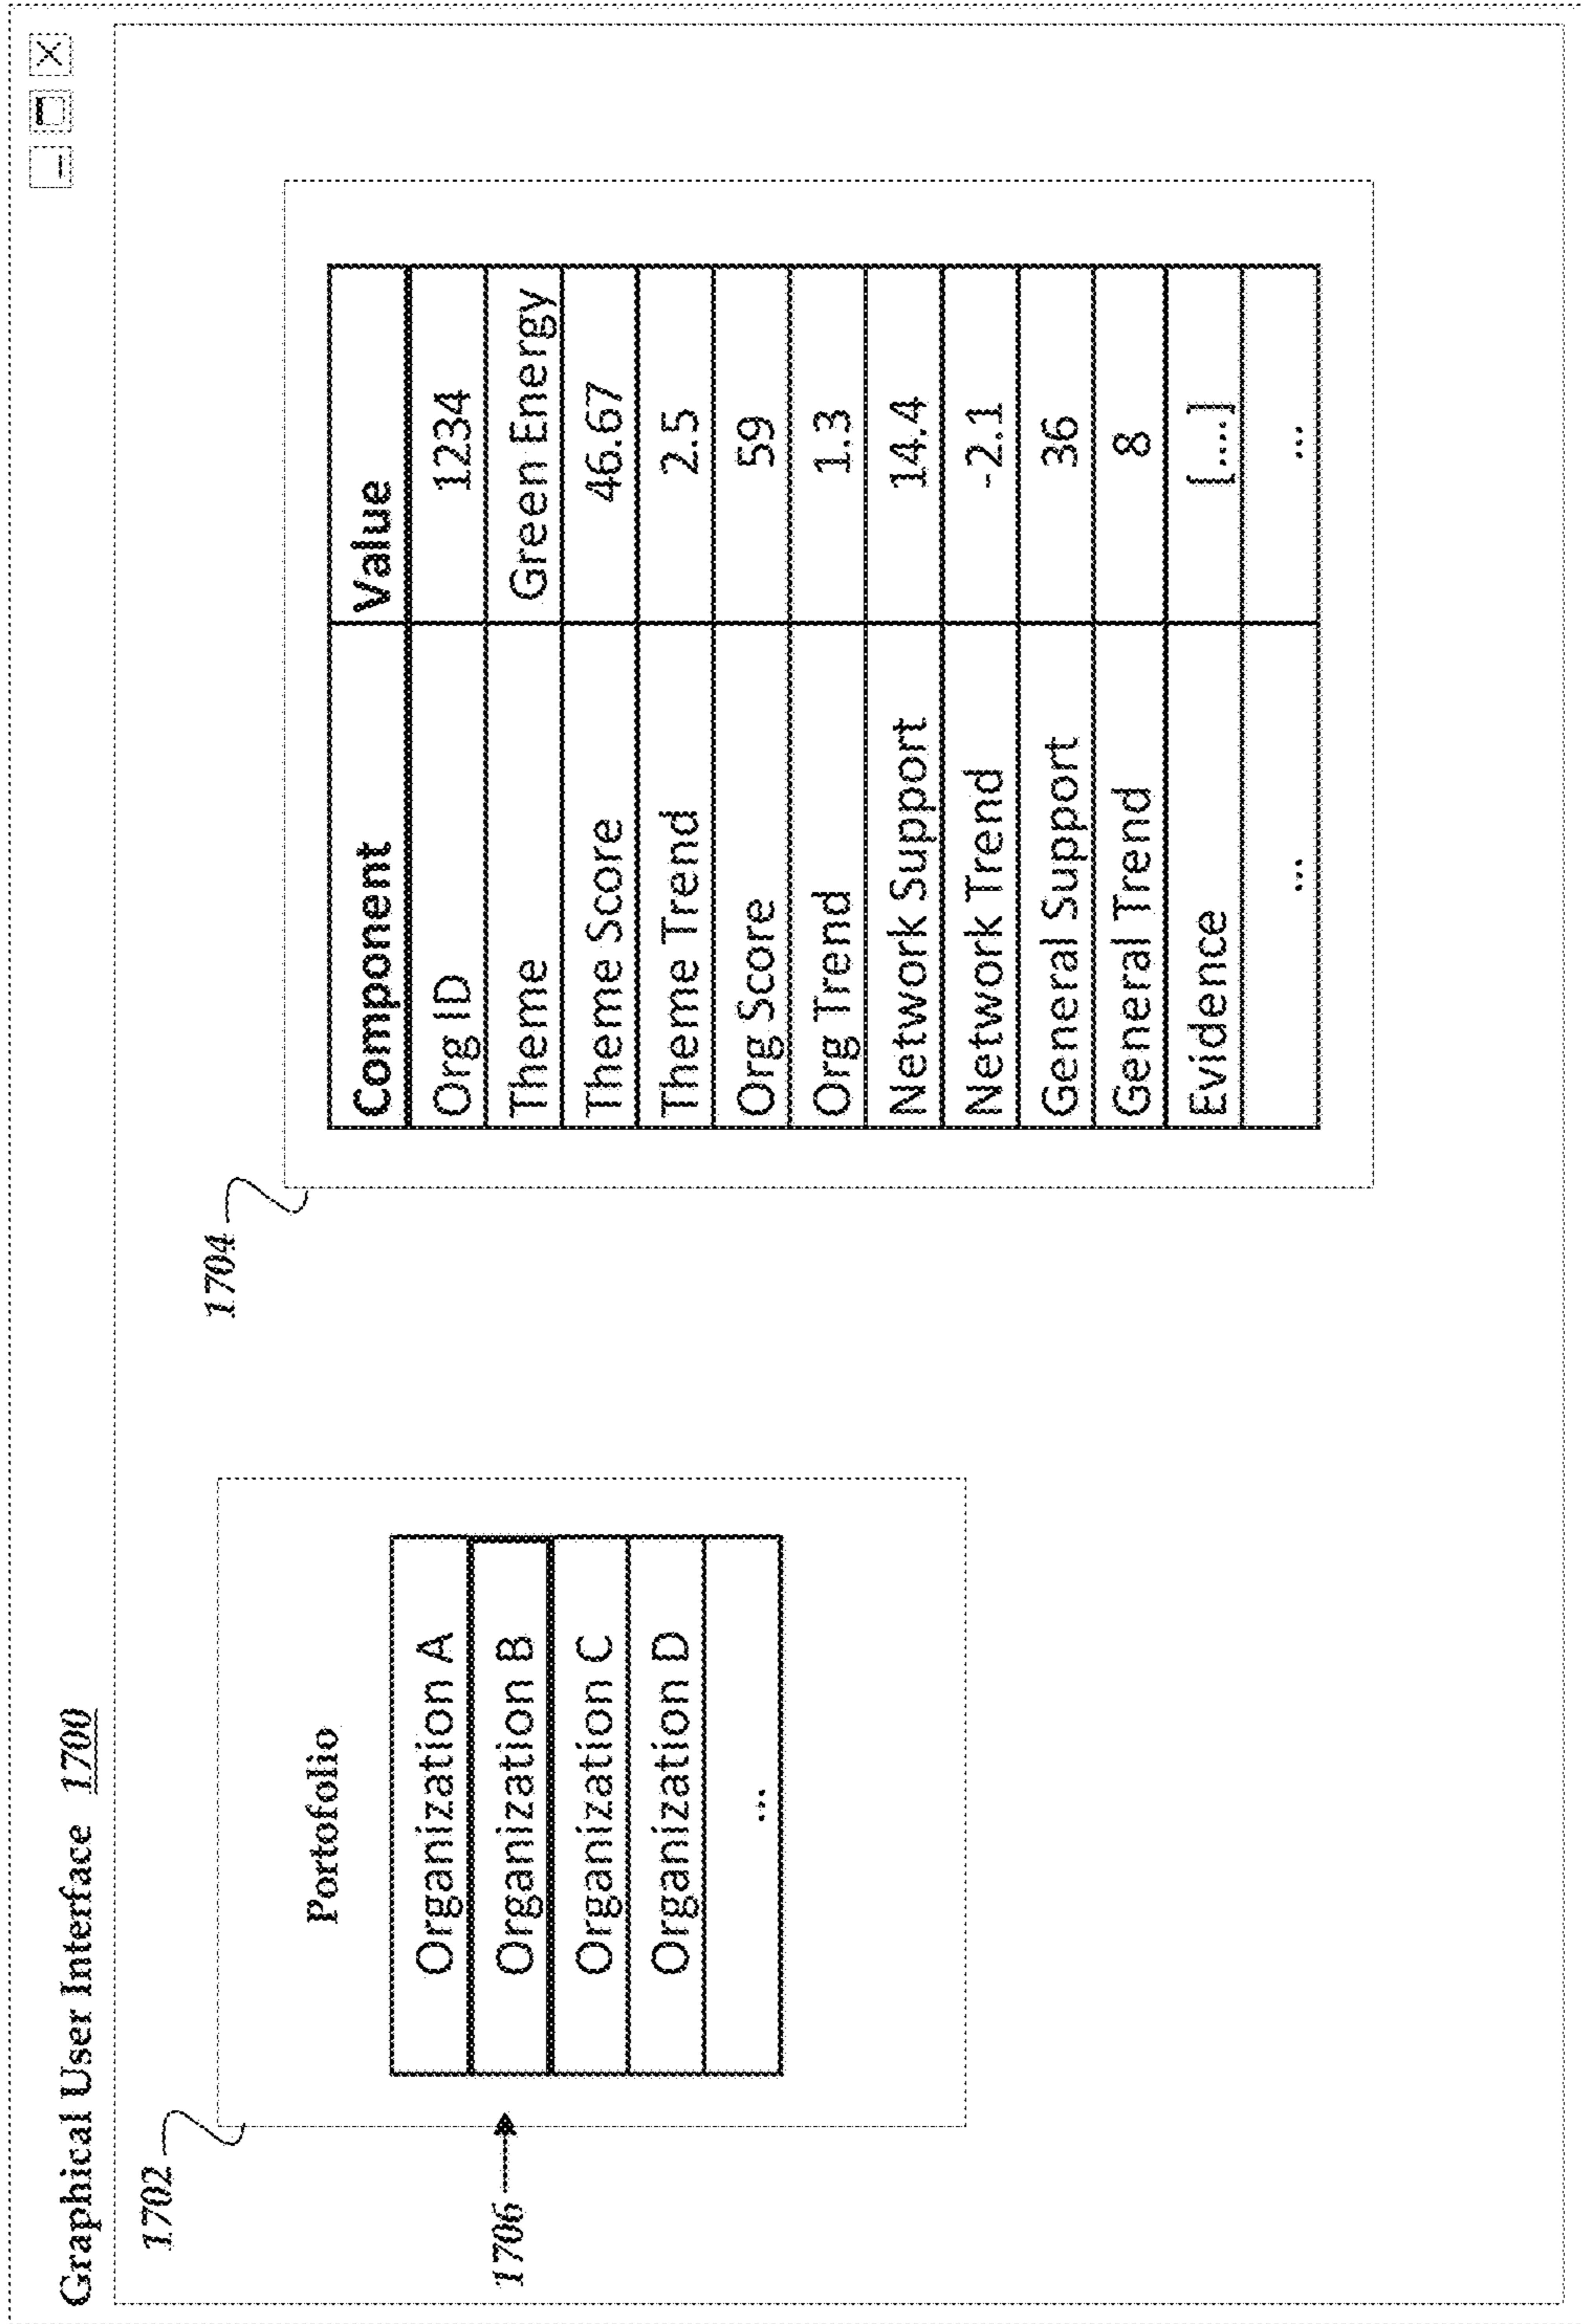 Graphical User Interface 1700
1702
Portofolio
1706
Organization A
Organization B
Organization C
Organization D
...
1704
Component Value
Org ID 1234
Theme Green Energy
Theme Score 46.67
Theme Trend 2.5
Org Score 59
Org Trend 1.3
Network Support 14.4
Network Trend -2.1
General Support 36
General Trend 8
Evidence [...]
... ...